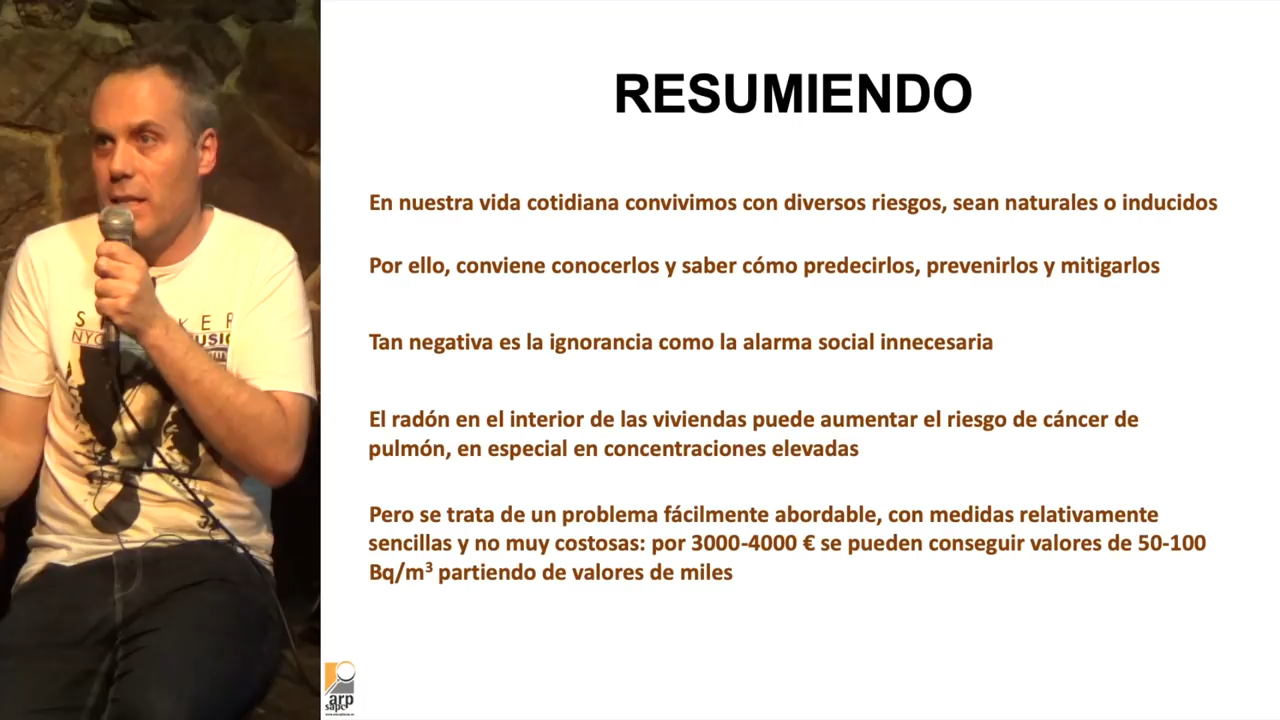 RESUMIENDO
En nuestra vida cotidiana convivimos con diversos riesgos, sean naturales o inducidos
Por ello, conviene conocerlos y saber cómo predecirlos, prevenirlos y mitigarlos
Tan negativa es la ignorancia como la alarma social innecesaria
El radón en el interior de las viviendas puede aumentar el riesgo de cáncer de
pulmón, en especial en concentraciones elevadas
Pero se trata de un problema fácilmente abordable, con medidas relativamente
sencillas y no muy costosas: por 3000-4000 € se pueden conseguir valores de 50-100
Bq/m³ partiendo de valores de miles
NYC
arp
sapc